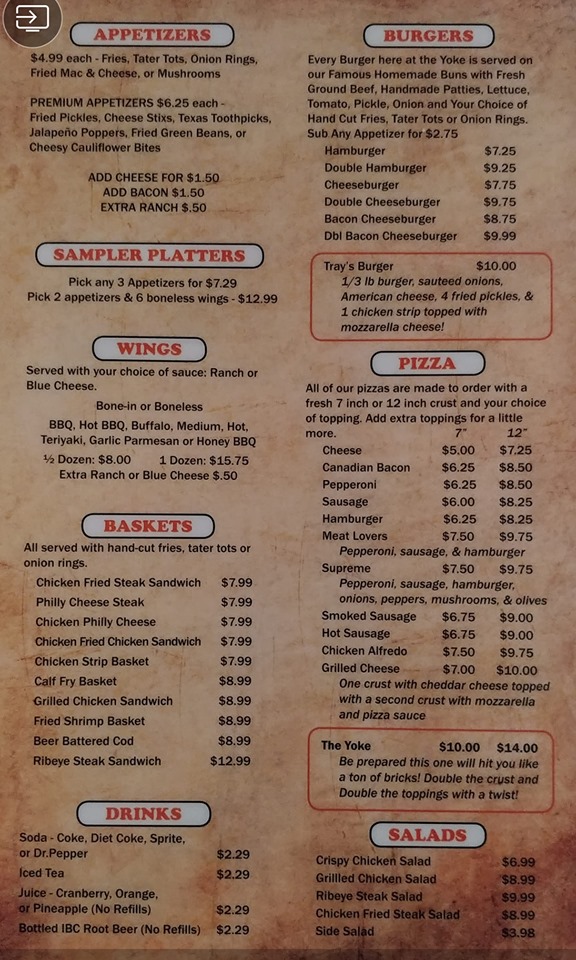 APPETIZERS
$4.99 each - Fries, Tater Tots, Onion Rings,
Fried Mac & Cheese, or Mushrooms
PREMIUM APPETIZERS $6.25 each -
Fried Pickles, Cheese Stixs, Texas Toothpicks,
Jalapeño Poppers, Fried Green Beans, or
Cheesy Cauliflower Bites
ADD CHEESE FOR $1.50
ADD BACON $1.50
EXTRA RANCH $.50
SAMPLER PLATTERS
Pick any 3 Appetizers for $7.29
Pick 2 appetizers & 6 boneless wings - $12.99
WINGS
Served with your choice of sauce: Ranch or
Blue Cheese.
Bone-in or Boneless
BBQ, Hot BBQ, Buffalo, Medium, Hot,
Teriyaki, Garlic Parmesan or Honey BBQ
½ Dozen: $8.00 1 Dozen: $15.75
Extra Ranch or Blue Cheese $.50
BASKETS
All served with hand-cut fries, tater tots or
onion rings.
Chicken Fried Steak Sandwich $7.99
Philly Cheese Steak $7.99
Chicken Philly Cheese $7.99
Chicken Fried Chicken Sandwich $7.99
Chicken Strip Basket $7.99
Calf Fry Basket $8.99
Grilled Chicken Sandwich $8.99
Fried Shrimp Basket $8.99
Beer Battered Cod $8.99
Ribeye Steak Sandwich $12.99
DRINKS
Soda - Coke, Diet Coke, Sprite,
or Dr.Pepper $2.29
Iced Tea $2.29
Juice - Cranberry, Orange,
or Pineapple (No Refills) $2.29
Bottled IBC Root Beer (No Refills) $2.29
BURGERS
Every Burger here at the Yoke is served on
our Famous Homemade Buns with Fresh
Ground Beef, Handmade Patties, Lettuce,
Tomato, Pickle, Onion and Your Choice of
Hand Cut Fries, Tater Tots or Onion Rings.
Sub Any Appetizer for $2.75
Hamburger $7.25
Double Hamburger $9.25
Cheeseburger $7.75
Double Cheeseburger $9.75
Bacon Cheeseburger $8.75
Dbl Bacon Cheeseburger $9.99
Tray's Burger $10.00
1/3 lb burger, sauteed onions,
American cheese, 4 fried pickles, &
1 chicken strip topped with
mozzarella cheese!
PIZZA
All of our pizzas are made to order with a
fresh 7 inch or 12 inch crust and your choice
of topping. Add extra toppings for a little
more. 7" 12"
Cheese $5.00 $7.25
Canadian Bacon $6.25 $8.50
Pepperoni $6.25 $8.50
Sausage $6.00 $8.25
Hamburger $6.25 $8.25
Meat Lovers $7.50 $9.75
Pepperoni, sausage, & hamburger
Supreme $7.50 $9.75
Pepperoni, sausage, hamburger,
onions, peppers, mushrooms, & olives
Smoked Sausage $6.75 $9.00
Hot Sausage $6.75 $9.00
Chicken Alfredo $7.50 $9.75
Grilled Cheese $7.00 $10.00
One crust with cheddar cheese topped
with a second crust with mozzarella
and pizza sauce
The Yoke $10.00 $14.00
Be prepared this one will hit you like
a ton of bricks! Double the crust and
Double the toppings with a twist!
SALADS
Crispy Chicken Salad $6.99
Grillled Chicken Salad $8.99
Ribeye Steak Salad $9.99
Chicken Fried Steak Salad $8.99
Side Salad $3.98